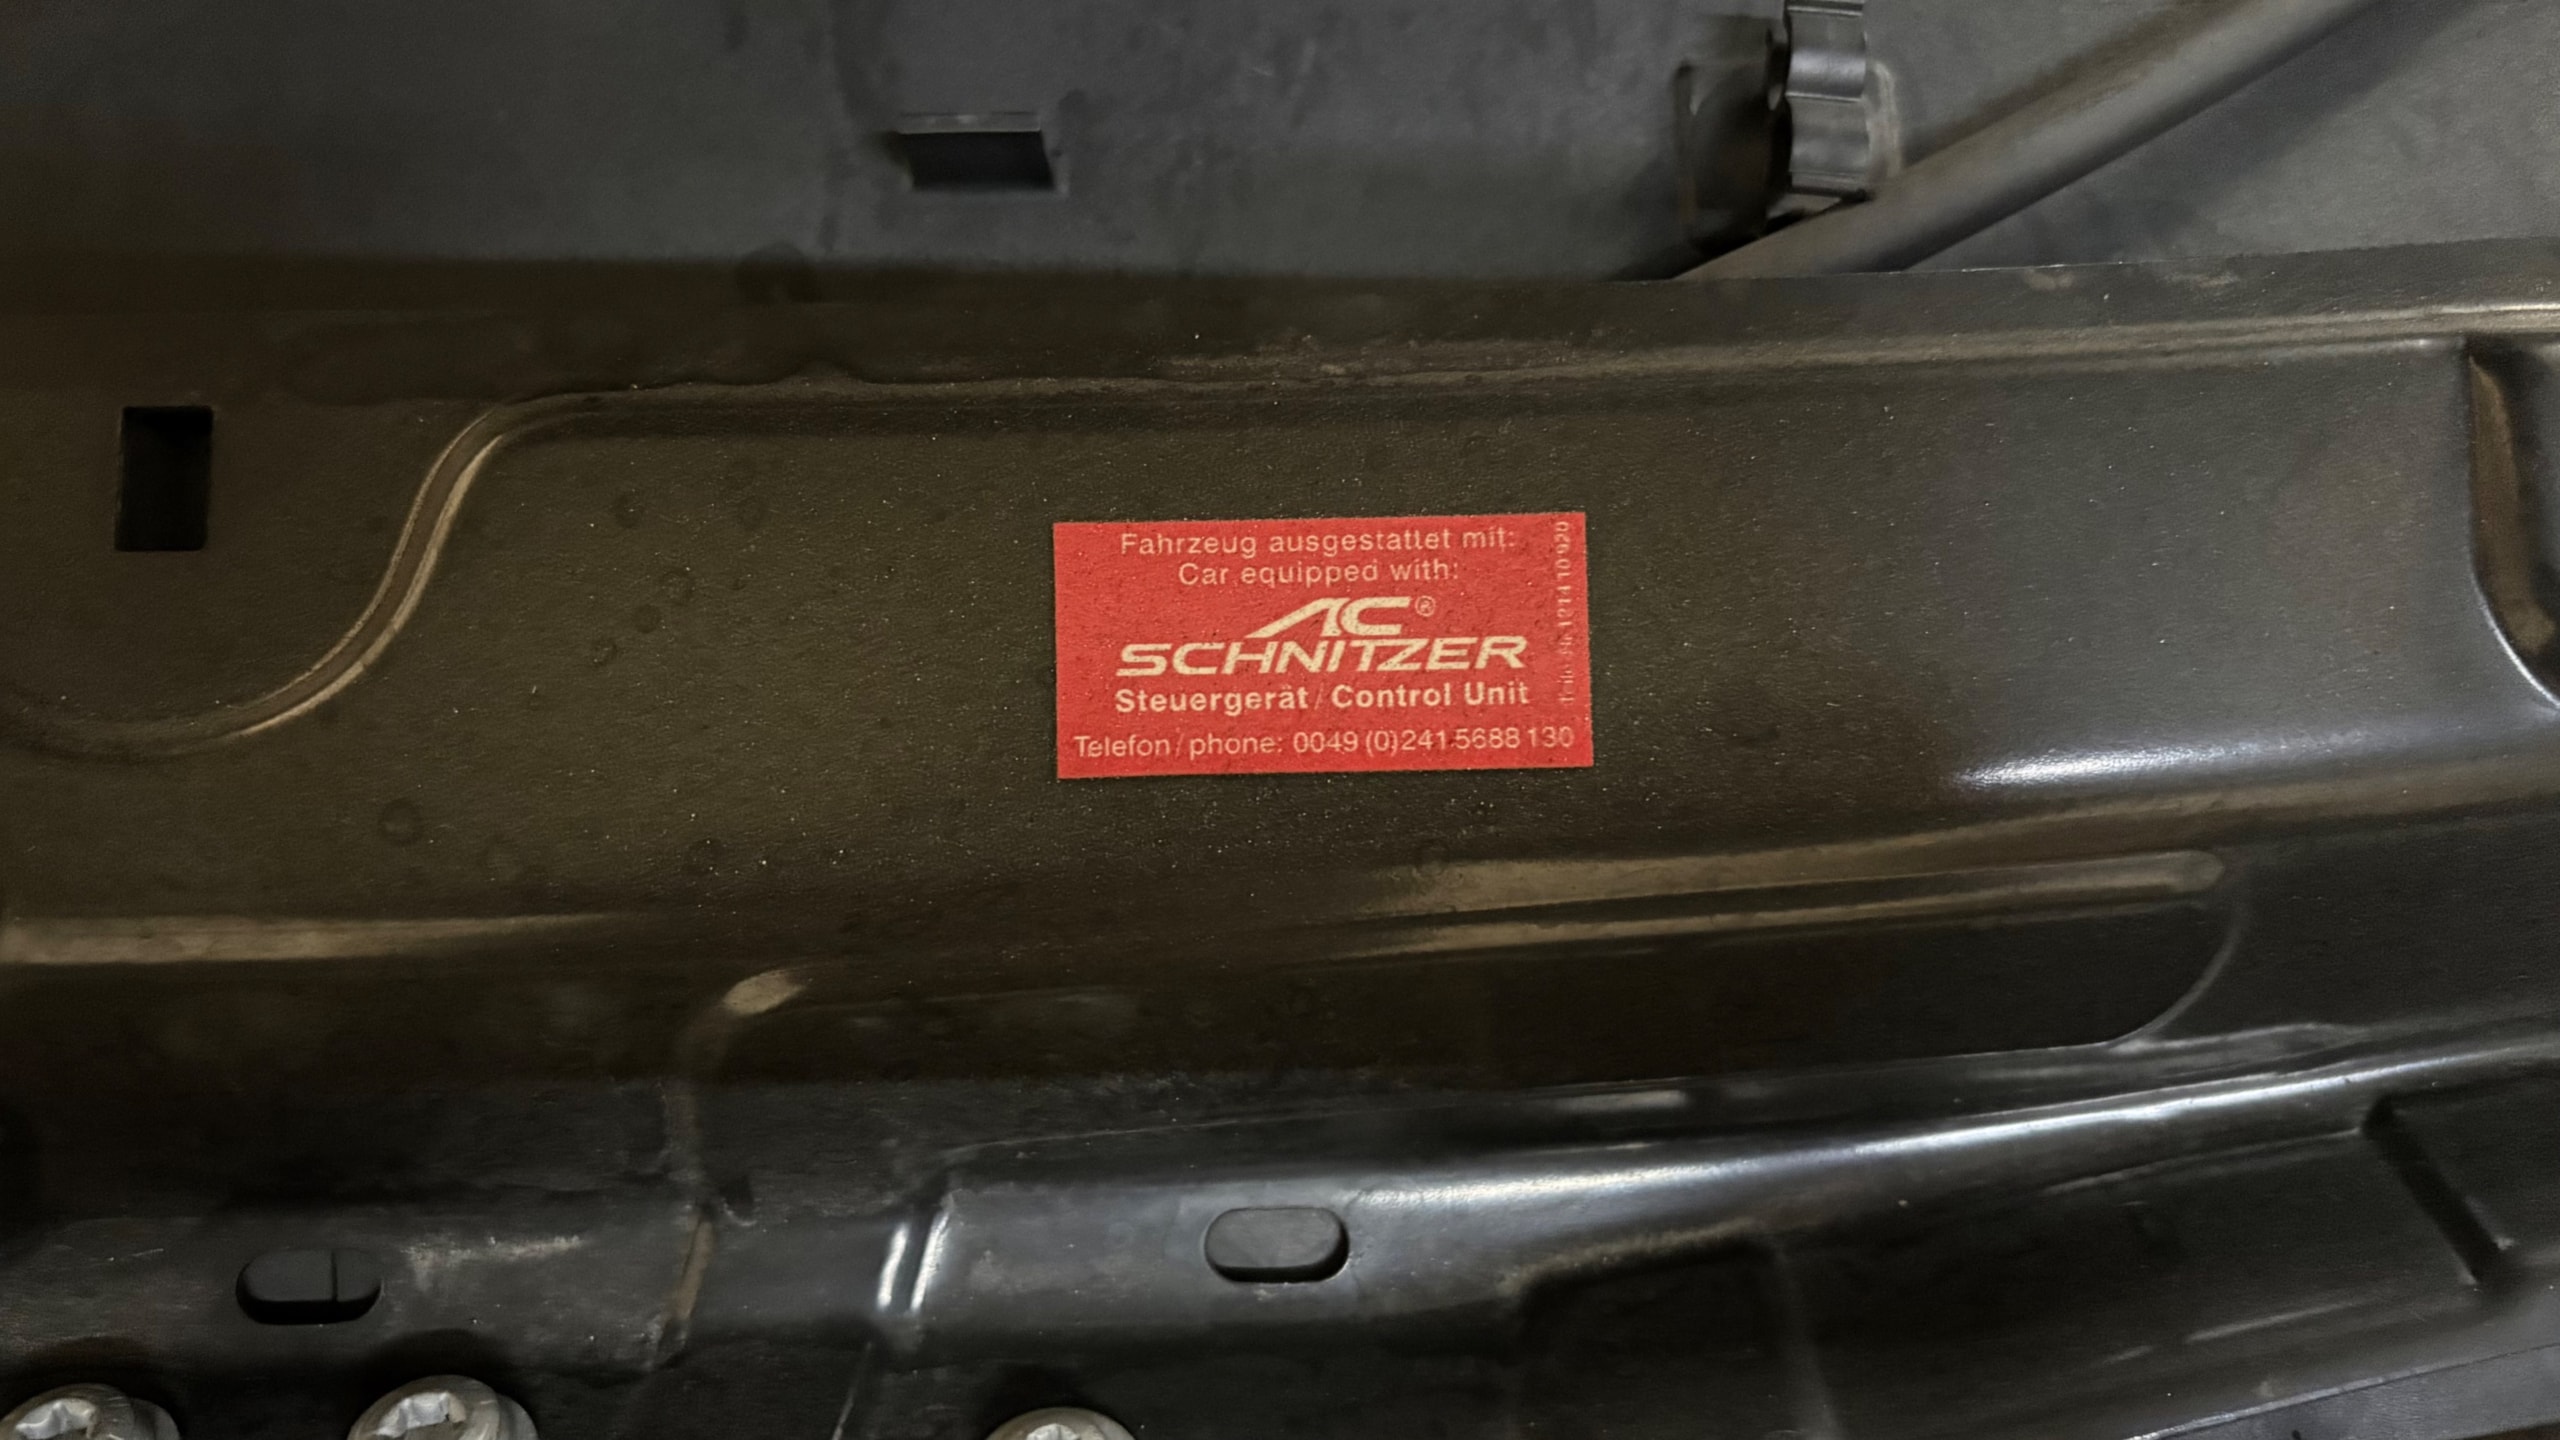 Fahrzeug ausgestattet mit:
Car equipped with:
AC®
SCHNITZER
Steuergerät / Control Unit
Telefon / phone: 0049 (0)241 5688 130